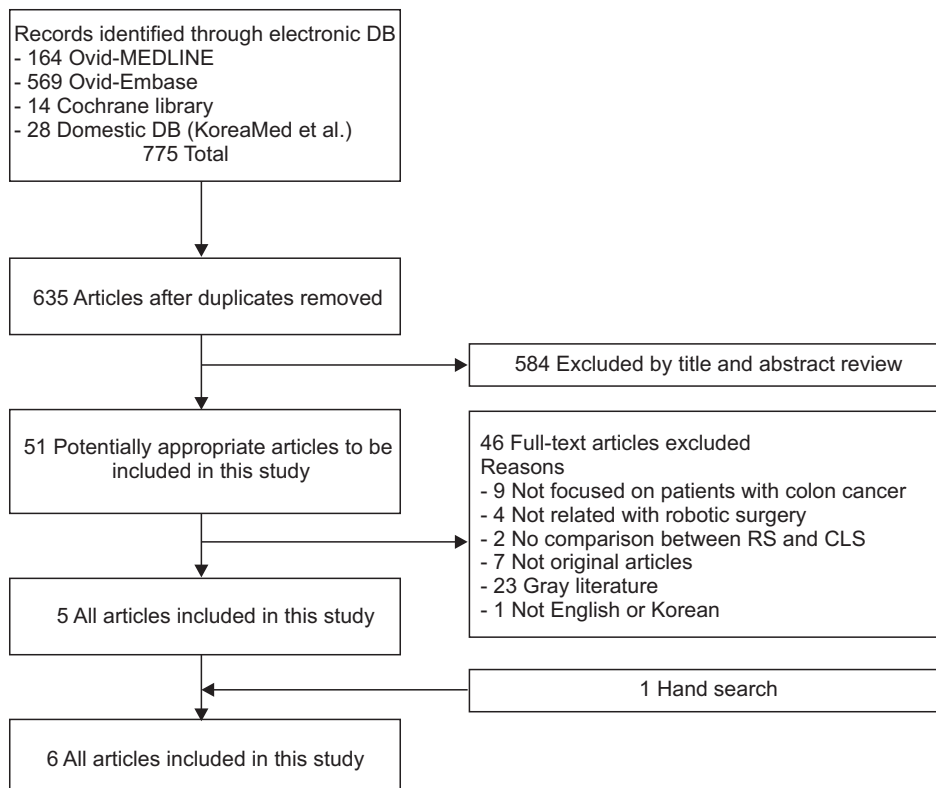 Records identified through electronic DB
- 164 Ovid-MEDLINE
- 569 Ovid-Embase
- 14 Cochrane library
- 28 Domestic DB (KoreaMed et al.)
775 Total
635 Articles after duplicates removed
584 Excluded by title and abstract review
51 Potentially appropriate articles to be
included in this study
46 Full-text articles excluded
Reasons
- 9 Not focused on patients with colon cancer
- 4 Not related with robotic surgery
- 2 No comparison between RS and CLS
- 7 Not original articles
- 23 Gray literature
- 1 Not English or Korean
5 All articles included in this study
1 Hand search
6 All articles included in this study